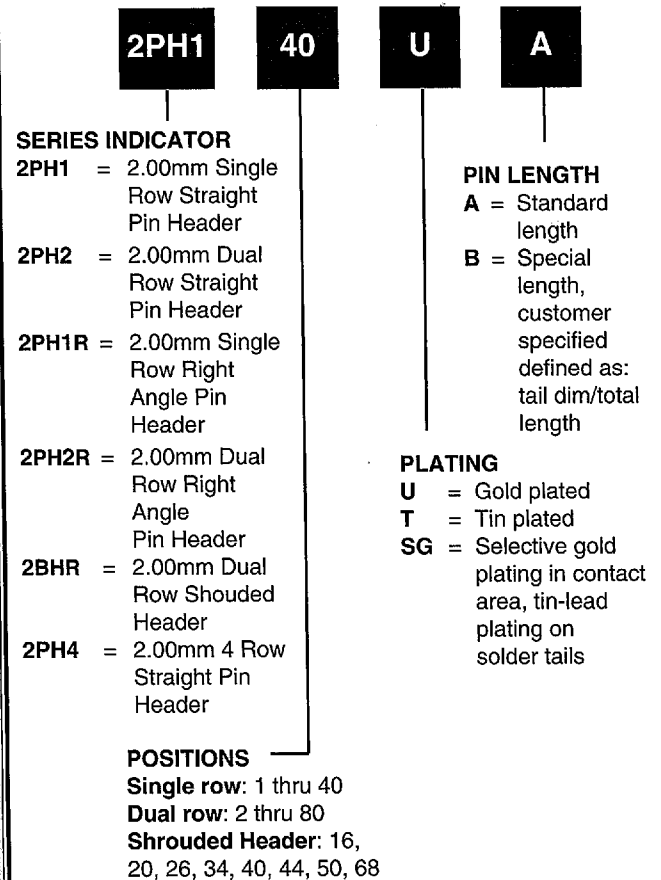 2PH1 40 U A
SERIES INDICATOR
2PH1 = 2.00mm Single
Row Straight
Pin Header
2PH2 = 2.00mm Dual
Row Straight
Pin Header
2PH1R = 2.00mm Single
Row Right
Angle Pin
Header
2PH2R = 2.00mm Dual
Row Right
Angle
Pin Header
2BHR = 2.00mm Dual
Row Shouded
Header
2PH4 = 2.00mm 4 Row
Straight Pin
Header
POSITIONS
Single row: 1 thru 40
Dual row: 2 thru 80
Shrouded Header: 16,
20, 26, 34, 40, 44, 50, 68
PLATING
U = Gold plated
T = Tin plated
SG = Selective gold
plating in contact
area, tin-lead
plating on
solder tails
PIN LENGTH
A = Standard
length
B = Special
length,
customer
specified
defined as:
tail dim/total
length